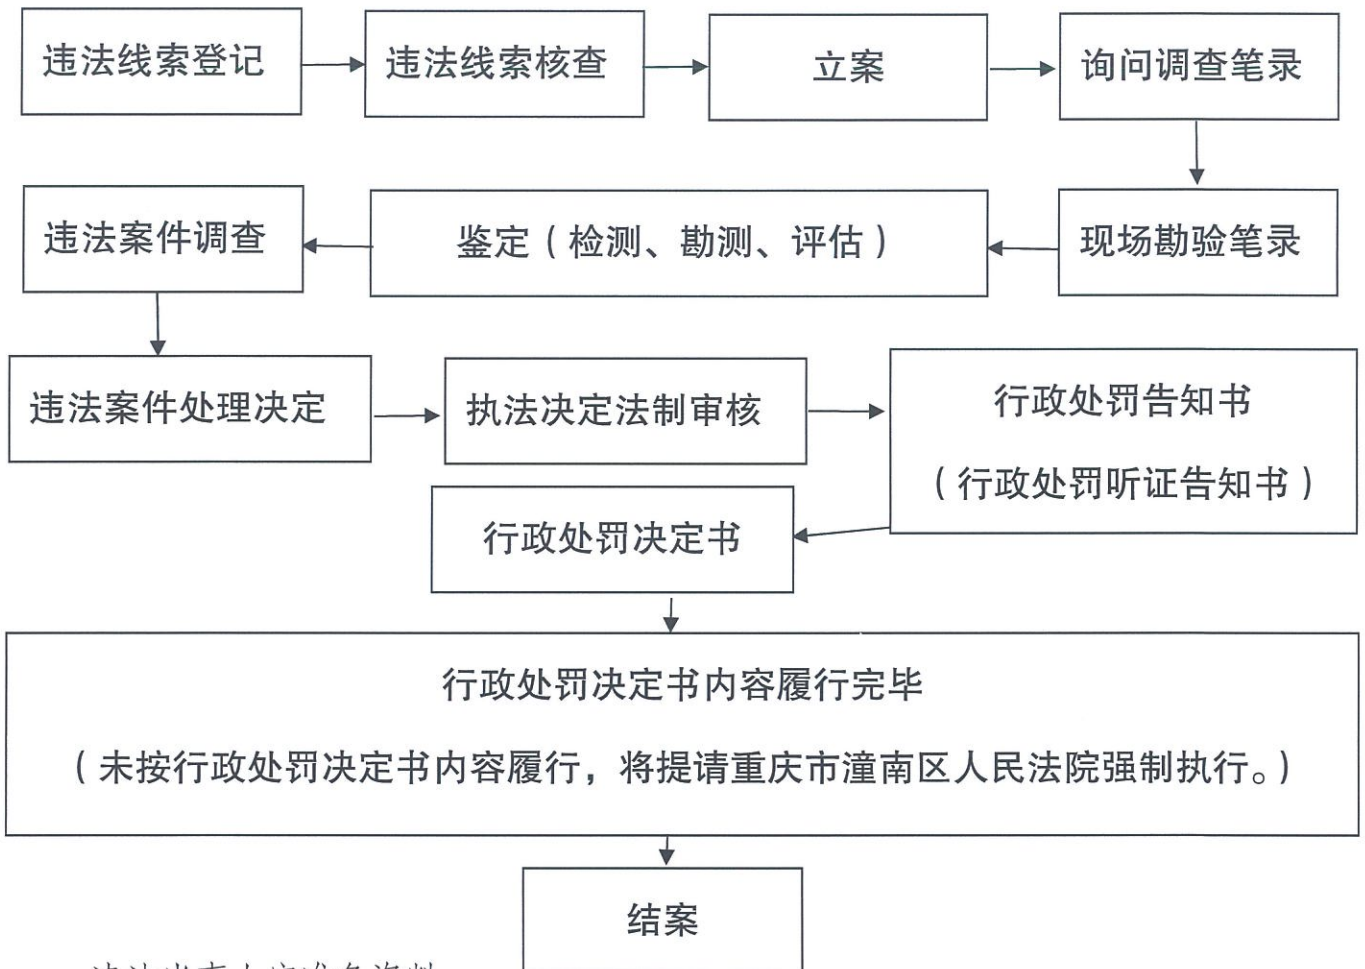 违法线索登记
违法线索核查
立案
询问调查笔录
现场勘验笔录
鉴定（检测、勘测、评估）
违法案件调查
违法案件处理决定
执法决定法制审核
行政处罚告知书
（行政处罚听证告知书）
行政处罚决定书
行政处罚决定书内容履行完毕
（未按行政处罚决定书内容履行，将提请重庆市潼南区人民法院强制执行。）
结案